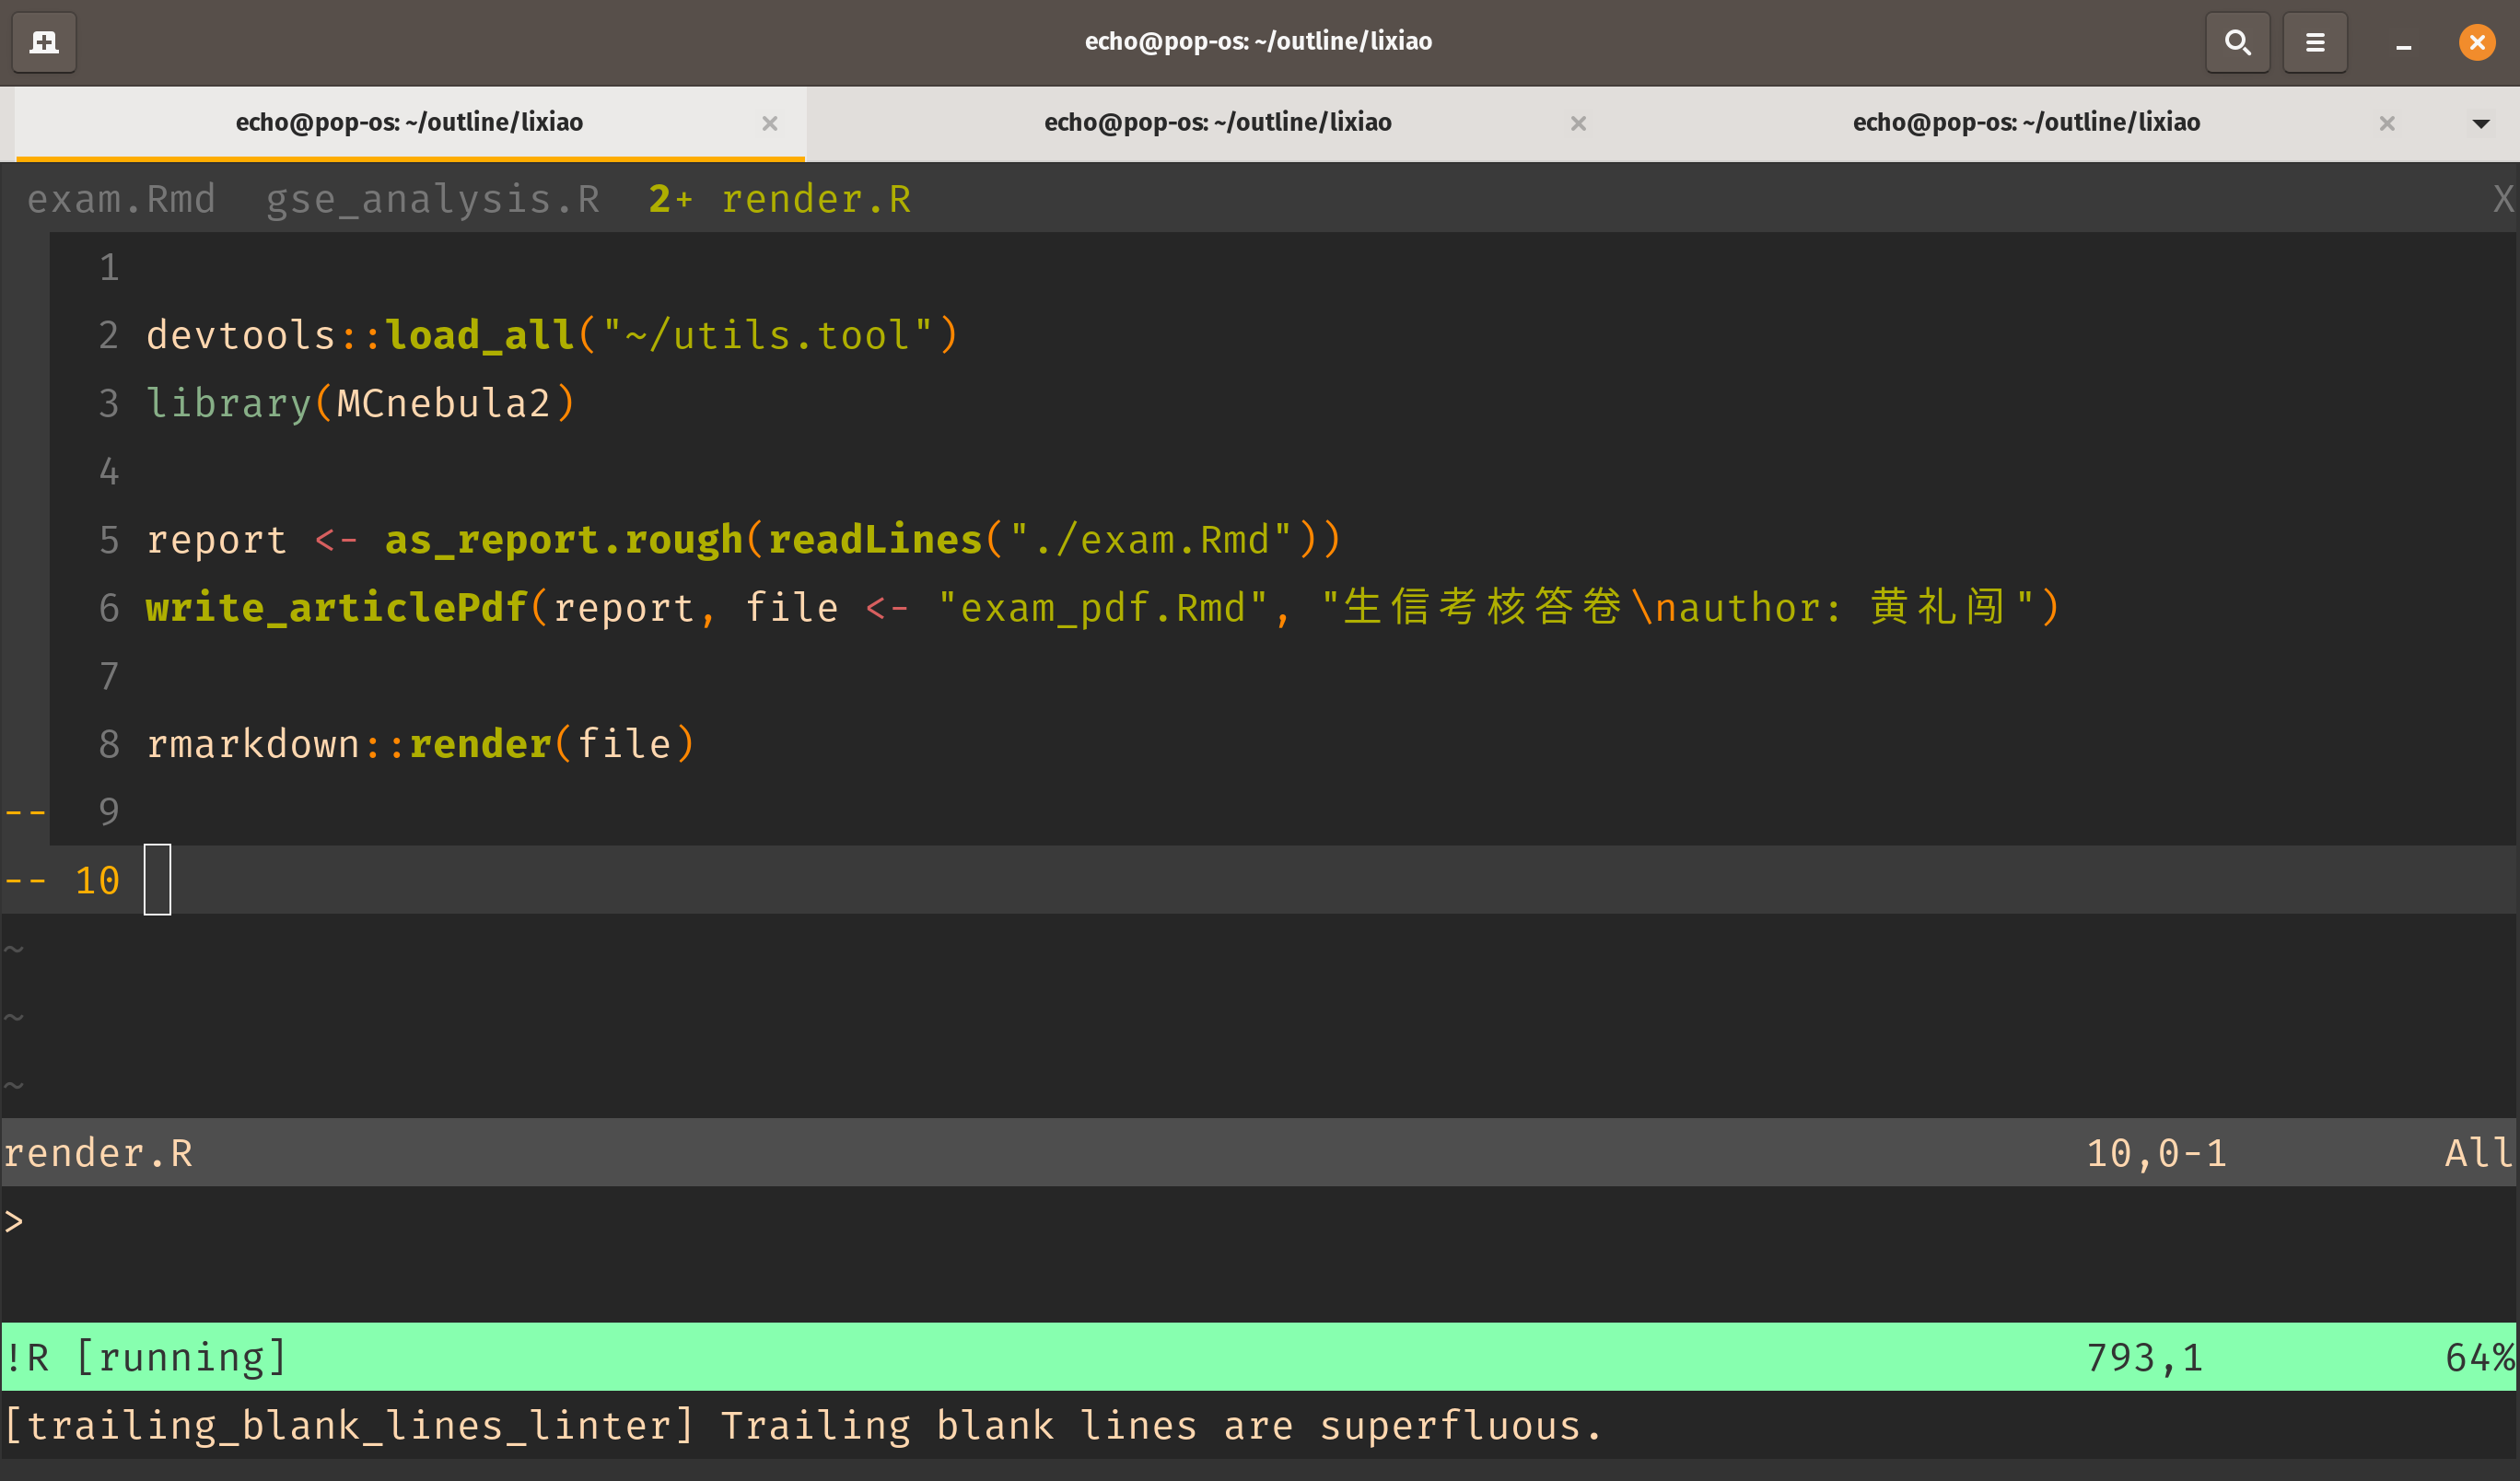 echo@pop-os: ~/outline/lixiao
echo@pop-os: ~/outline/lixiao × echo@pop-os: ~/outline/lixiao × echo@pop-os: ~/outline/lixiao ×
exam.Rmd gse_analysis.R 2+ render.R X
1
2 devtools::load_all("~/utils.tool")
3 library(MCnebula2)
4
5 report <- as_report.rough(readLines("./exam.Rmd"))
6 write_articlePdf(report, file <- "exam_pdf.Rmd", "生信考核答卷\nauthor: 黄礼闯")
7
8 rmarkdown::render(file)
-- 9
-- 10
~
~
~
render.R 10,0-1 All
>
!R [running] 793,1 64%
[trailing_blank_lines_linter] Trailing blank lines are superfluous.